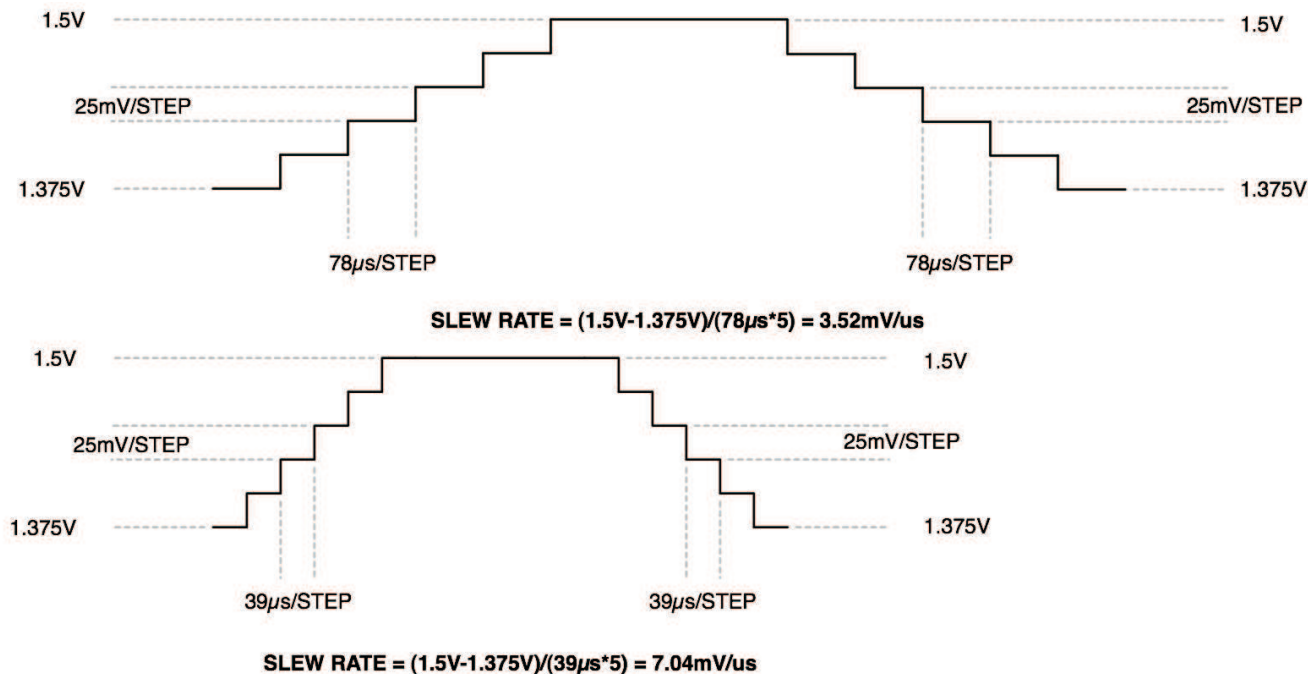 1.5V
1.5V
25mV/STEP
25mV/STEP
1.375V
1.375V
78µs/STEP
78µs/STEP
SLEW RATE = (1.5V-1.375V)/(78µs*5) = 3.52mV/us
1.5V
1.5V
25mV/STEP
25mV/STEP
1.375V
1.375V
39µs/STEP
39µs/STEP
SLEW RATE = (1.5V-1.375V)/(39µs*5) = 7.04mV/us